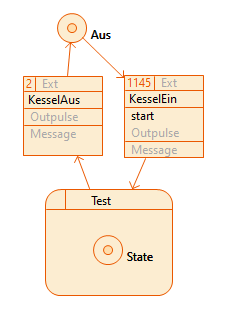 Aus
2 Ext
KesselAus
Outpulse
Message
1145 Ext
KesselEin
start
Outpulse
Message
Test
State